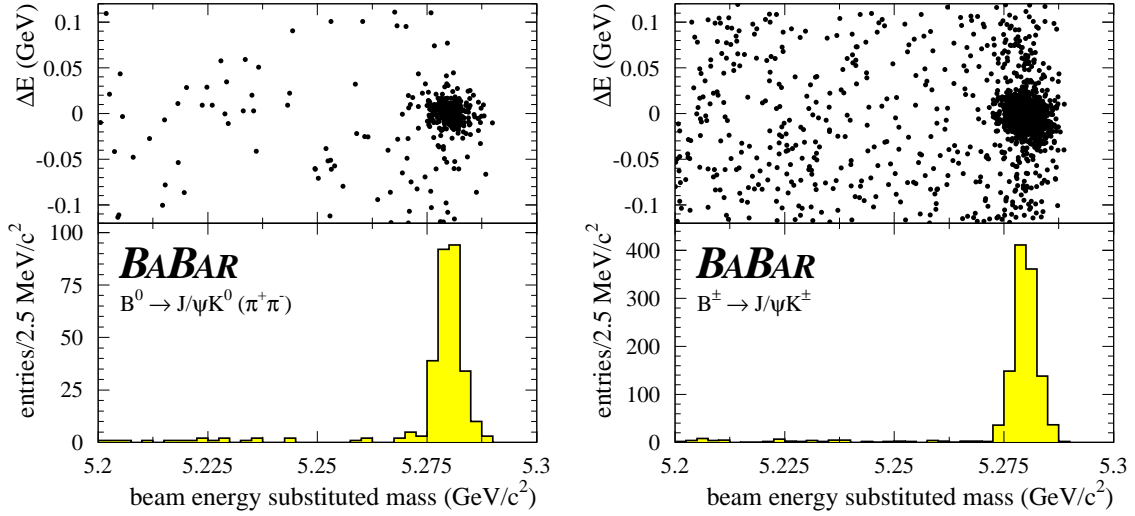 ΔE (GeV)
0.1
0.05
0
-0.05
-0.1
entries/2.5 MeV/c²
100
75
50
25
0
BABAR
B⁰ → J/ψK⁰ (π⁺π⁻)
5.2 5.225 5.25 5.275 5.3
beam energy substituted mass (GeV/c²)
ΔE (GeV)
0.1
0.05
0
-0.05
-0.1
entries/2.5 MeV/c²
400
300
200
100
0
BABAR
B± → J/ψK±
5.2 5.225 5.25 5.275 5.3
beam energy substituted mass (GeV/c²)